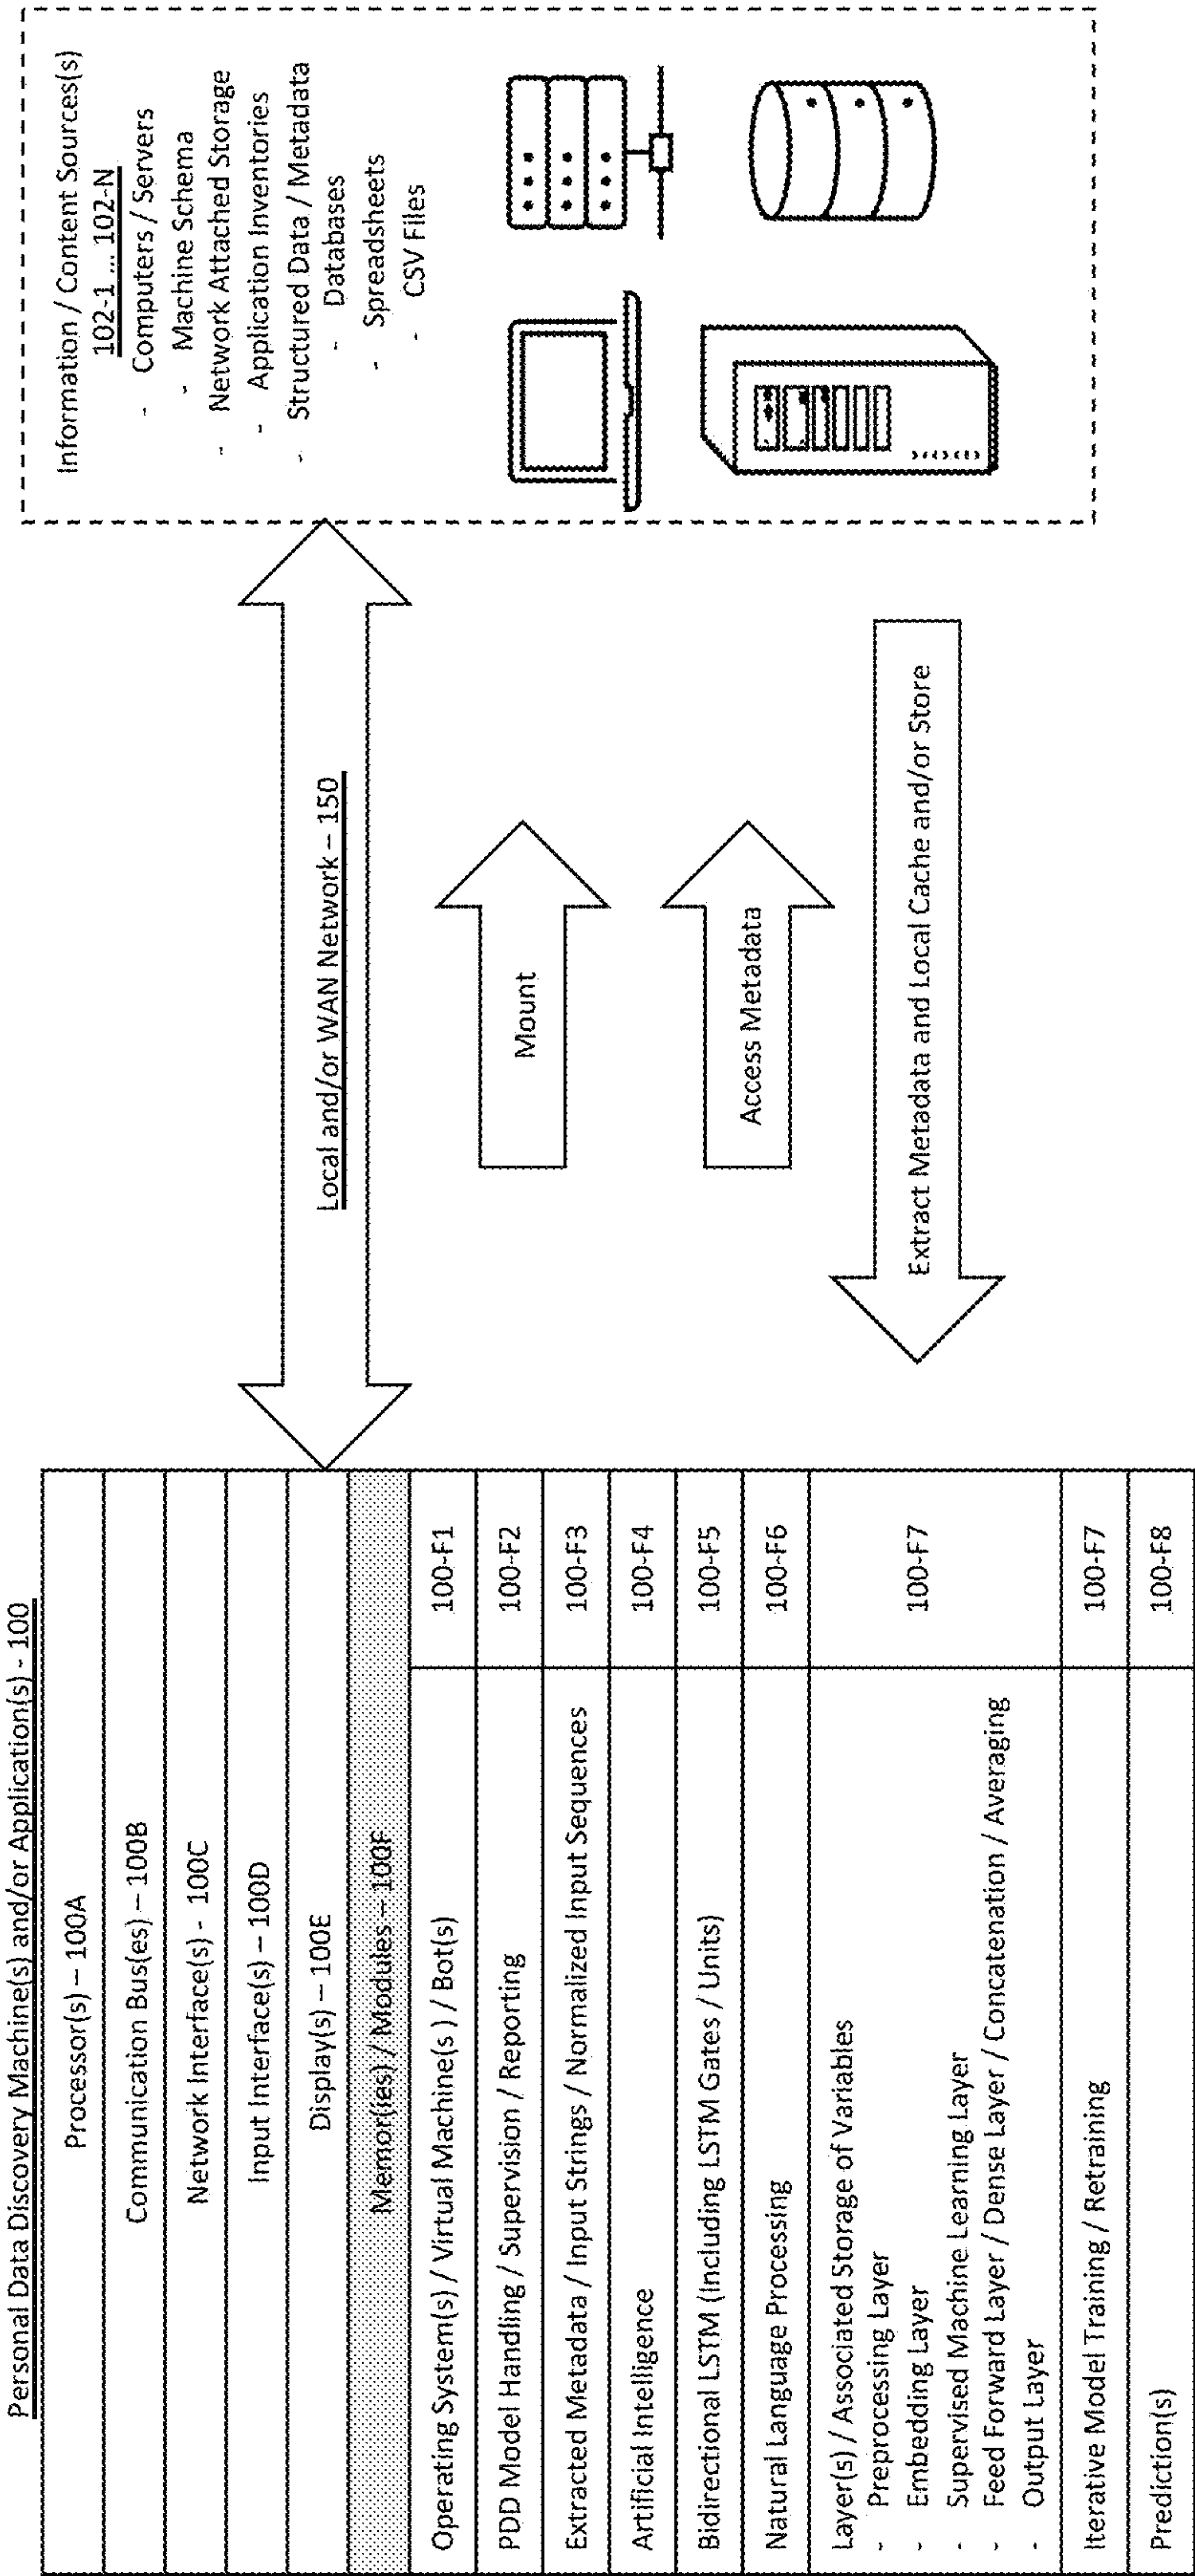 Personal Data Discovery Machine(s) and/or Application(s) - 100
Processor(s) – 100A
Communication Bus(es) – 100B
Network Interface(s) - 100C
Input Interface(s) – 100D
Display(s) – 100E
Memor(ies) / Modules – 100F
Operating System(s) / Virtual Machine(s) / Bot(s) 100-F1
PDD Model Handling / Supervision / Reporting 100-F2
Extracted Metadata / Input Strings / Normalized Input Sequences 100-F3
Artificial Intelligence 100-F4
Bidirectional LSTM (Including LSTM Gates / Units) 100-F5
Natural Language Processing 100-F6
Layer(s) / Associated Storage of Variables 100-F7
- Preprocessing Layer
- Embedding Layer
- Supervised Machine Learning Layer
- Feed Forward Layer / Dense Layer / Concatenation / Averaging
- Output Layer
Iterative Model Training / Retraining 100-F7
Prediction(s) 100-F8
Local and/or WAN Network – 150
Mount
Access Metadata
Extract Metadata and Local Cache and/or Store
Information / Content Sources(s)
102-1 ... 102-N
- Computers / Servers
- Machine Schema
- Network Attached Storage
- Application Inventories
- Structured Data / Metadata
- Databases
- Spreadsheets
- CSV Files